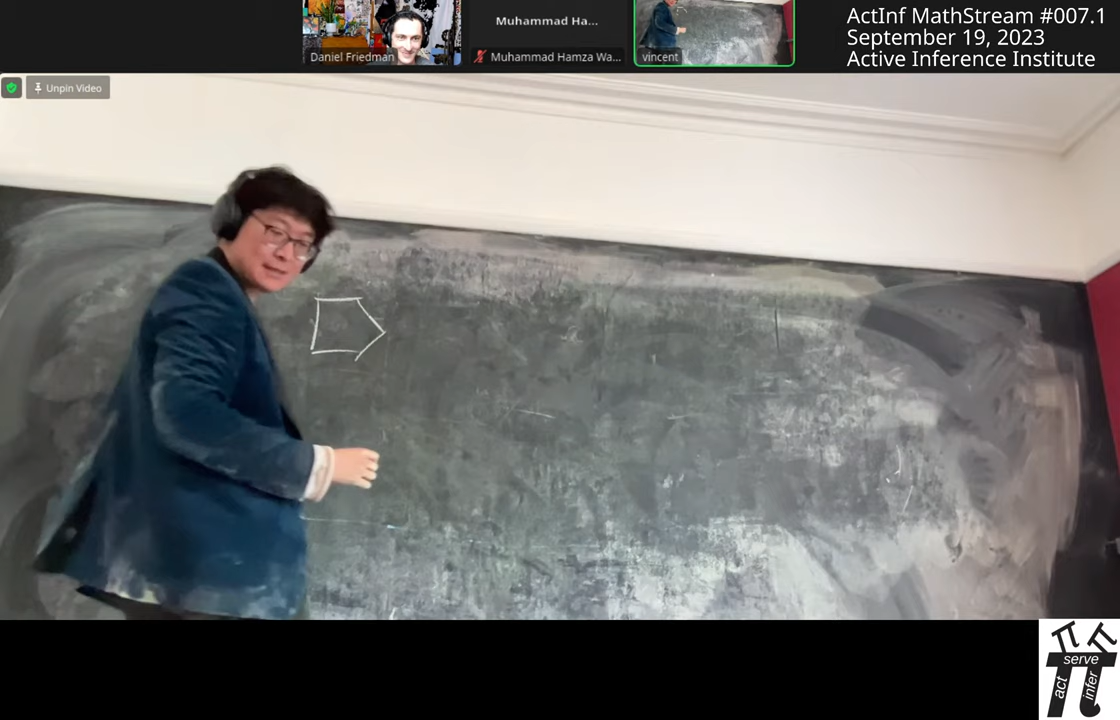 Muhammad Ha...
Daniel Friedman
Muhammad Hamza Wa...
vincent
ActInf MathStream #007.1
September 19, 2023
Active Inference Institute
Unpin Video
serve
act
infer